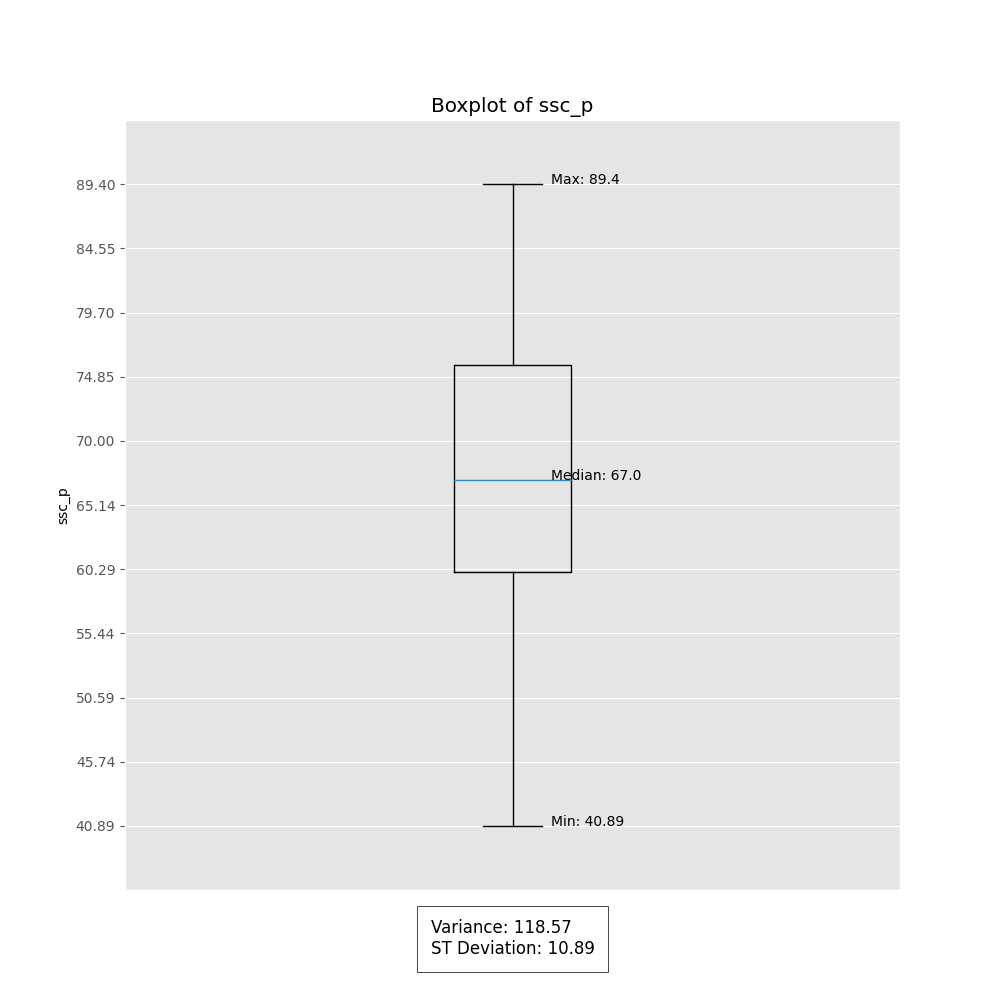 Boxplot of ssc_p
89.40
Max: 89.4
84.55
79.70
74.85
70.00
Median: 67.0
ssc_p
65.14
60.29
55.44
50.59
45.74
40.89
Min: 40.89
Variance: 118.57
ST Deviation: 10.89